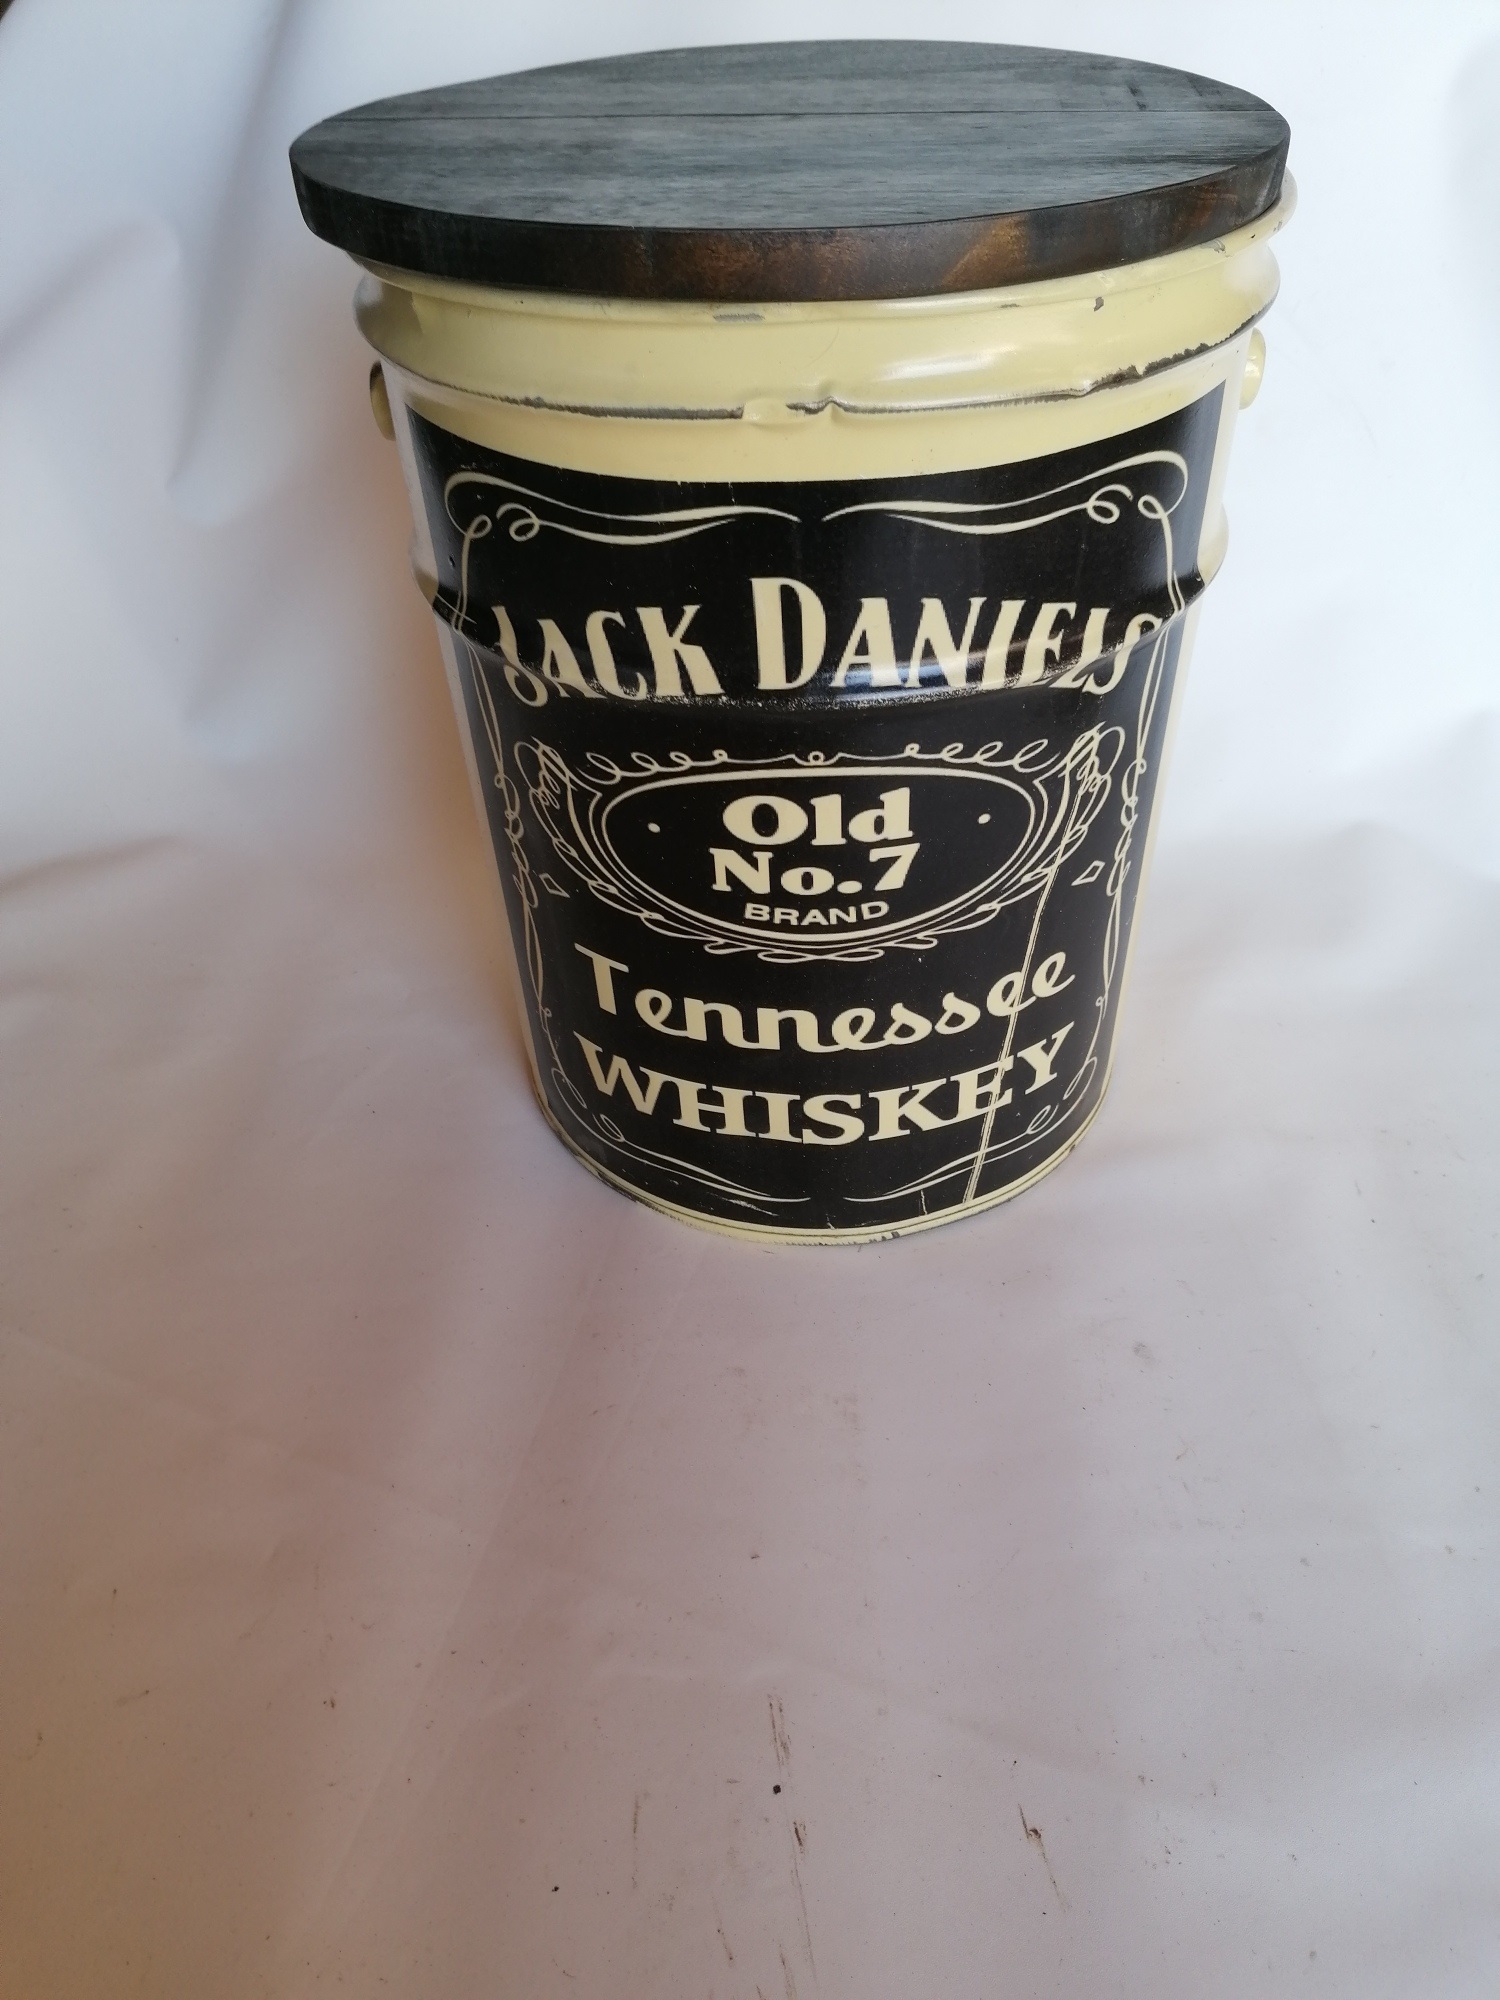 JACK DANIELS
Old
No.7
BRAND
Tennessee
WHISKEY